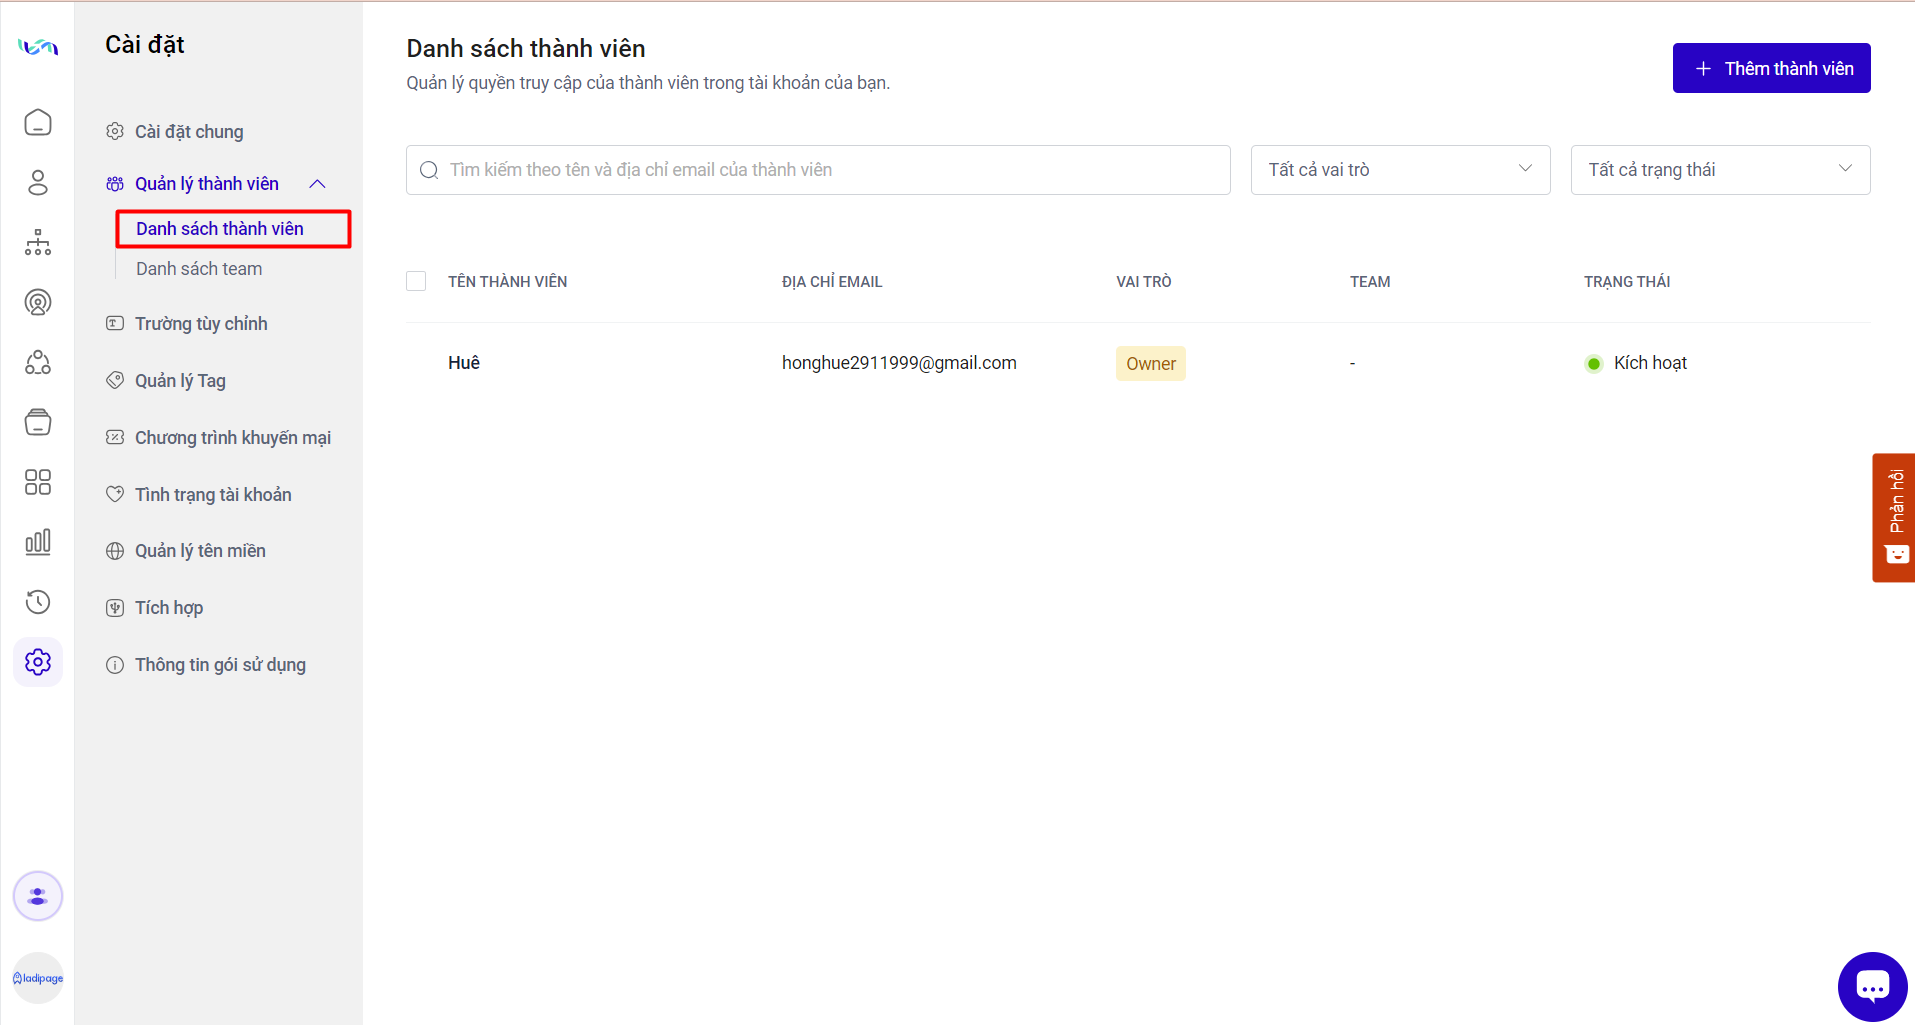 Cài đặt
Cài đặt chung
Quản lý thành viên
Danh sách thành viên
Danh sách team
Trường tùy chỉnh
Quản lý Tag
Chương trình khuyến mại
Tình trạng tài khoản
Quản lý tên miền
Tích hợp
Thông tin gói sử dụng
ladipage
Danh sách thành viên
Quản lý quyền truy cập của thành viên trong tài khoản của bạn.
Thêm thành viên
Tìm kiếm theo tên và địa chỉ email của thành viên
Tất cả vai trò
Tất cả trạng thái
TÊN THÀNH VIÊN ĐỊA CHỈ EMAIL VAI TRÒ TEAM TRẠNG THÁI
Huê honghue2911999@gmail.com Owner - Kích hoạt
Phản hồi